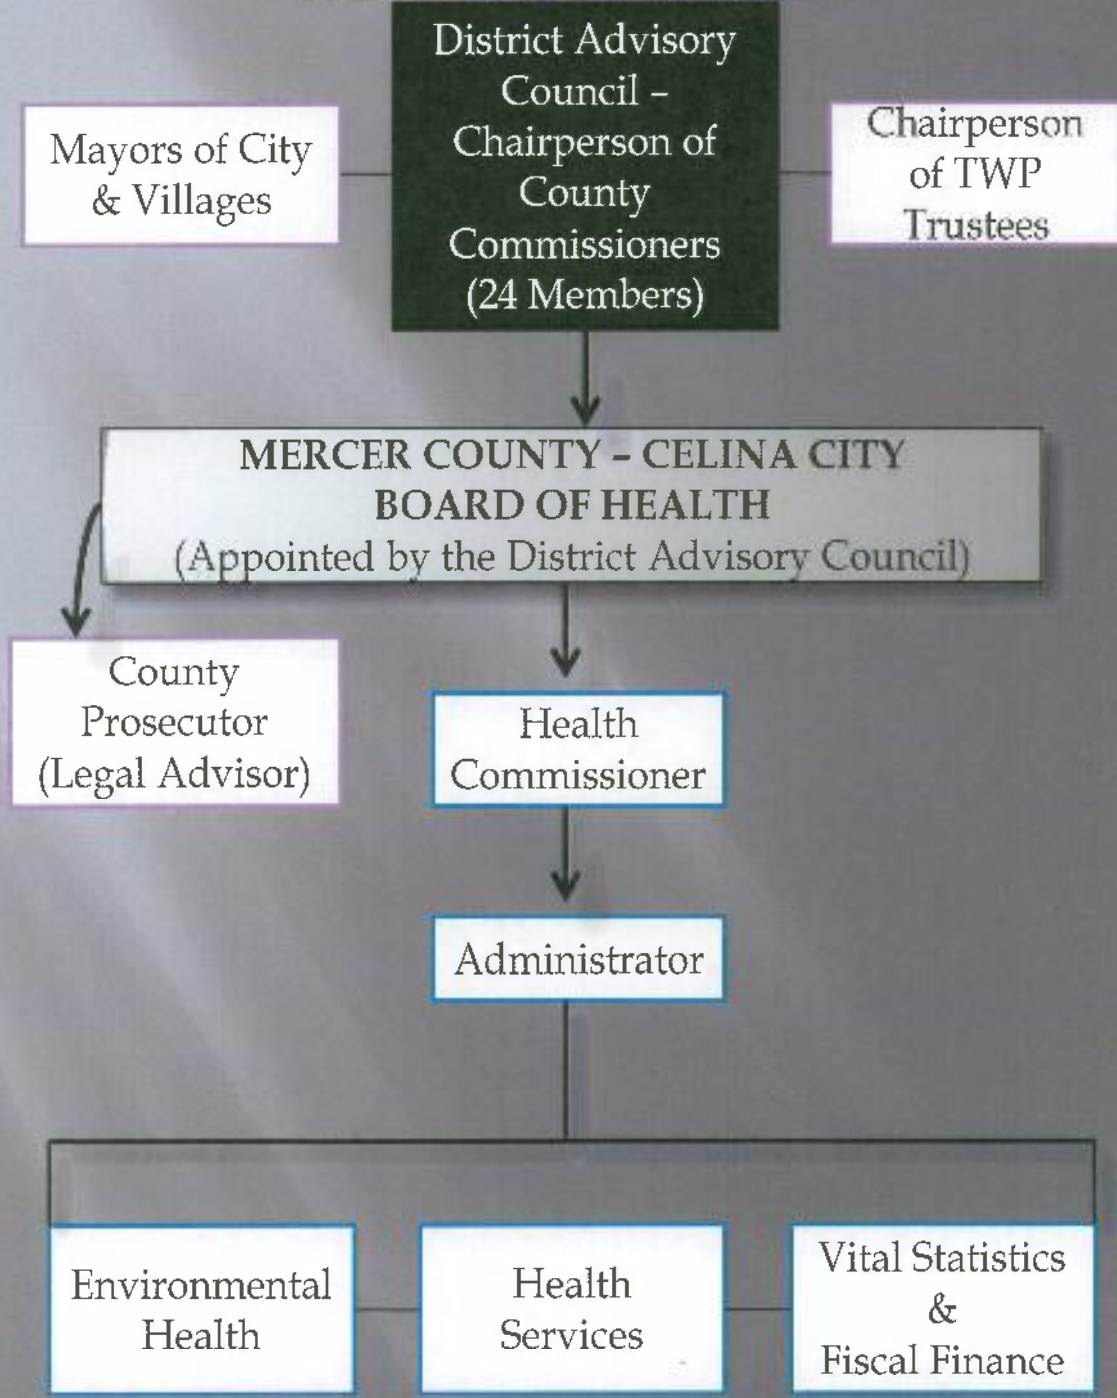 District Advisory
Council –
Chairperson of
County
Commissioners
(24 Members)
Mayors of City
& Villages
Chairperson
of TWP
Trustees
MERCER COUNTY – CELINA CITY
BOARD OF HEALTH
(Appointed by the District Advisory Council)
County
Prosecutor
(Legal Advisor)
Health
Commissioner
Administrator
Environmental
Health
Health
Services
Vital Statistics
&
Fiscal Finance